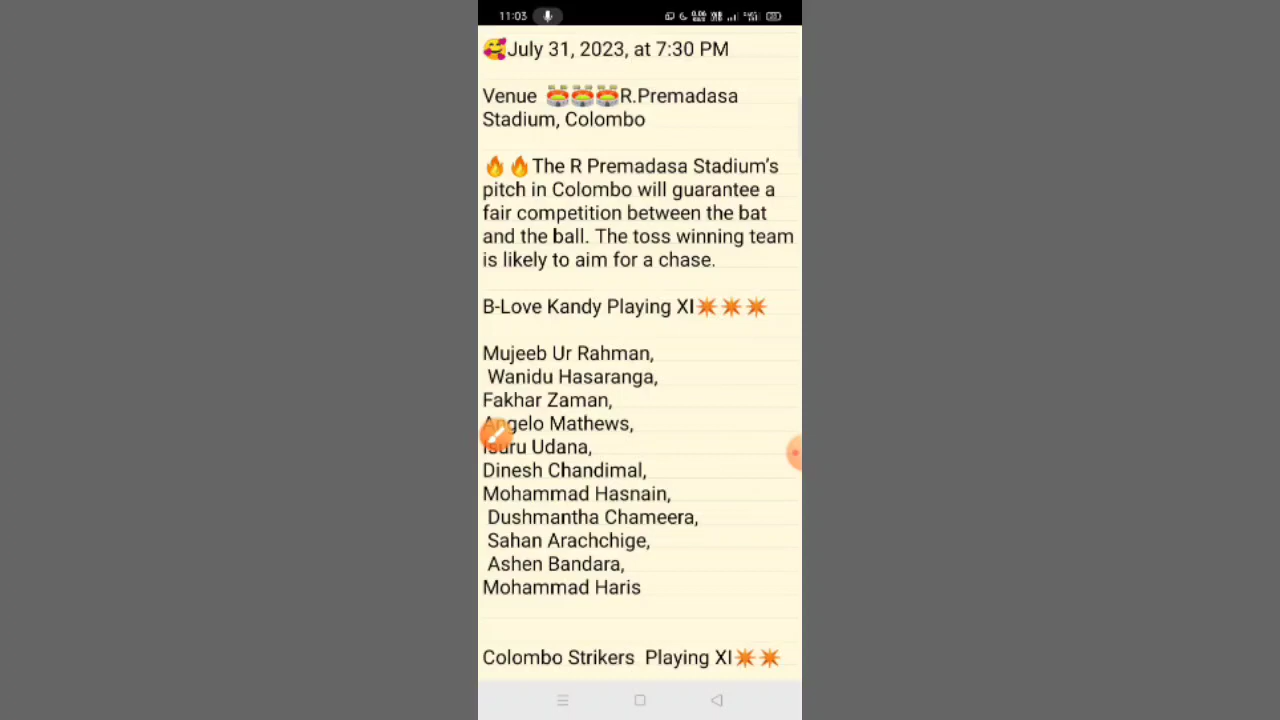 11:03
🥰July 31, 2023, at 7:30 PM
Venue 🏟🏟🏟R.Premadasa
Stadium, Colombo
🔥🔥The R Premadasa Stadium's
pitch in Colombo will guarantee a
fair competition between the bat
and the ball. The toss winning team
is likely to aim for a chase.
B-Love Kandy Playing XI💥💥💥
Mujeeb Ur Rahman,
Wanidu Hasaranga,
Fakhar Zaman,
Angelo Mathews,
Isuru Udana,
Dinesh Chandimal,
Mohammad Hasnain,
Dushmantha Chameera,
Sahan Arachchige,
Ashen Bandara,
Mohammad Haris
Colombo Strikers Playing XI💥💥